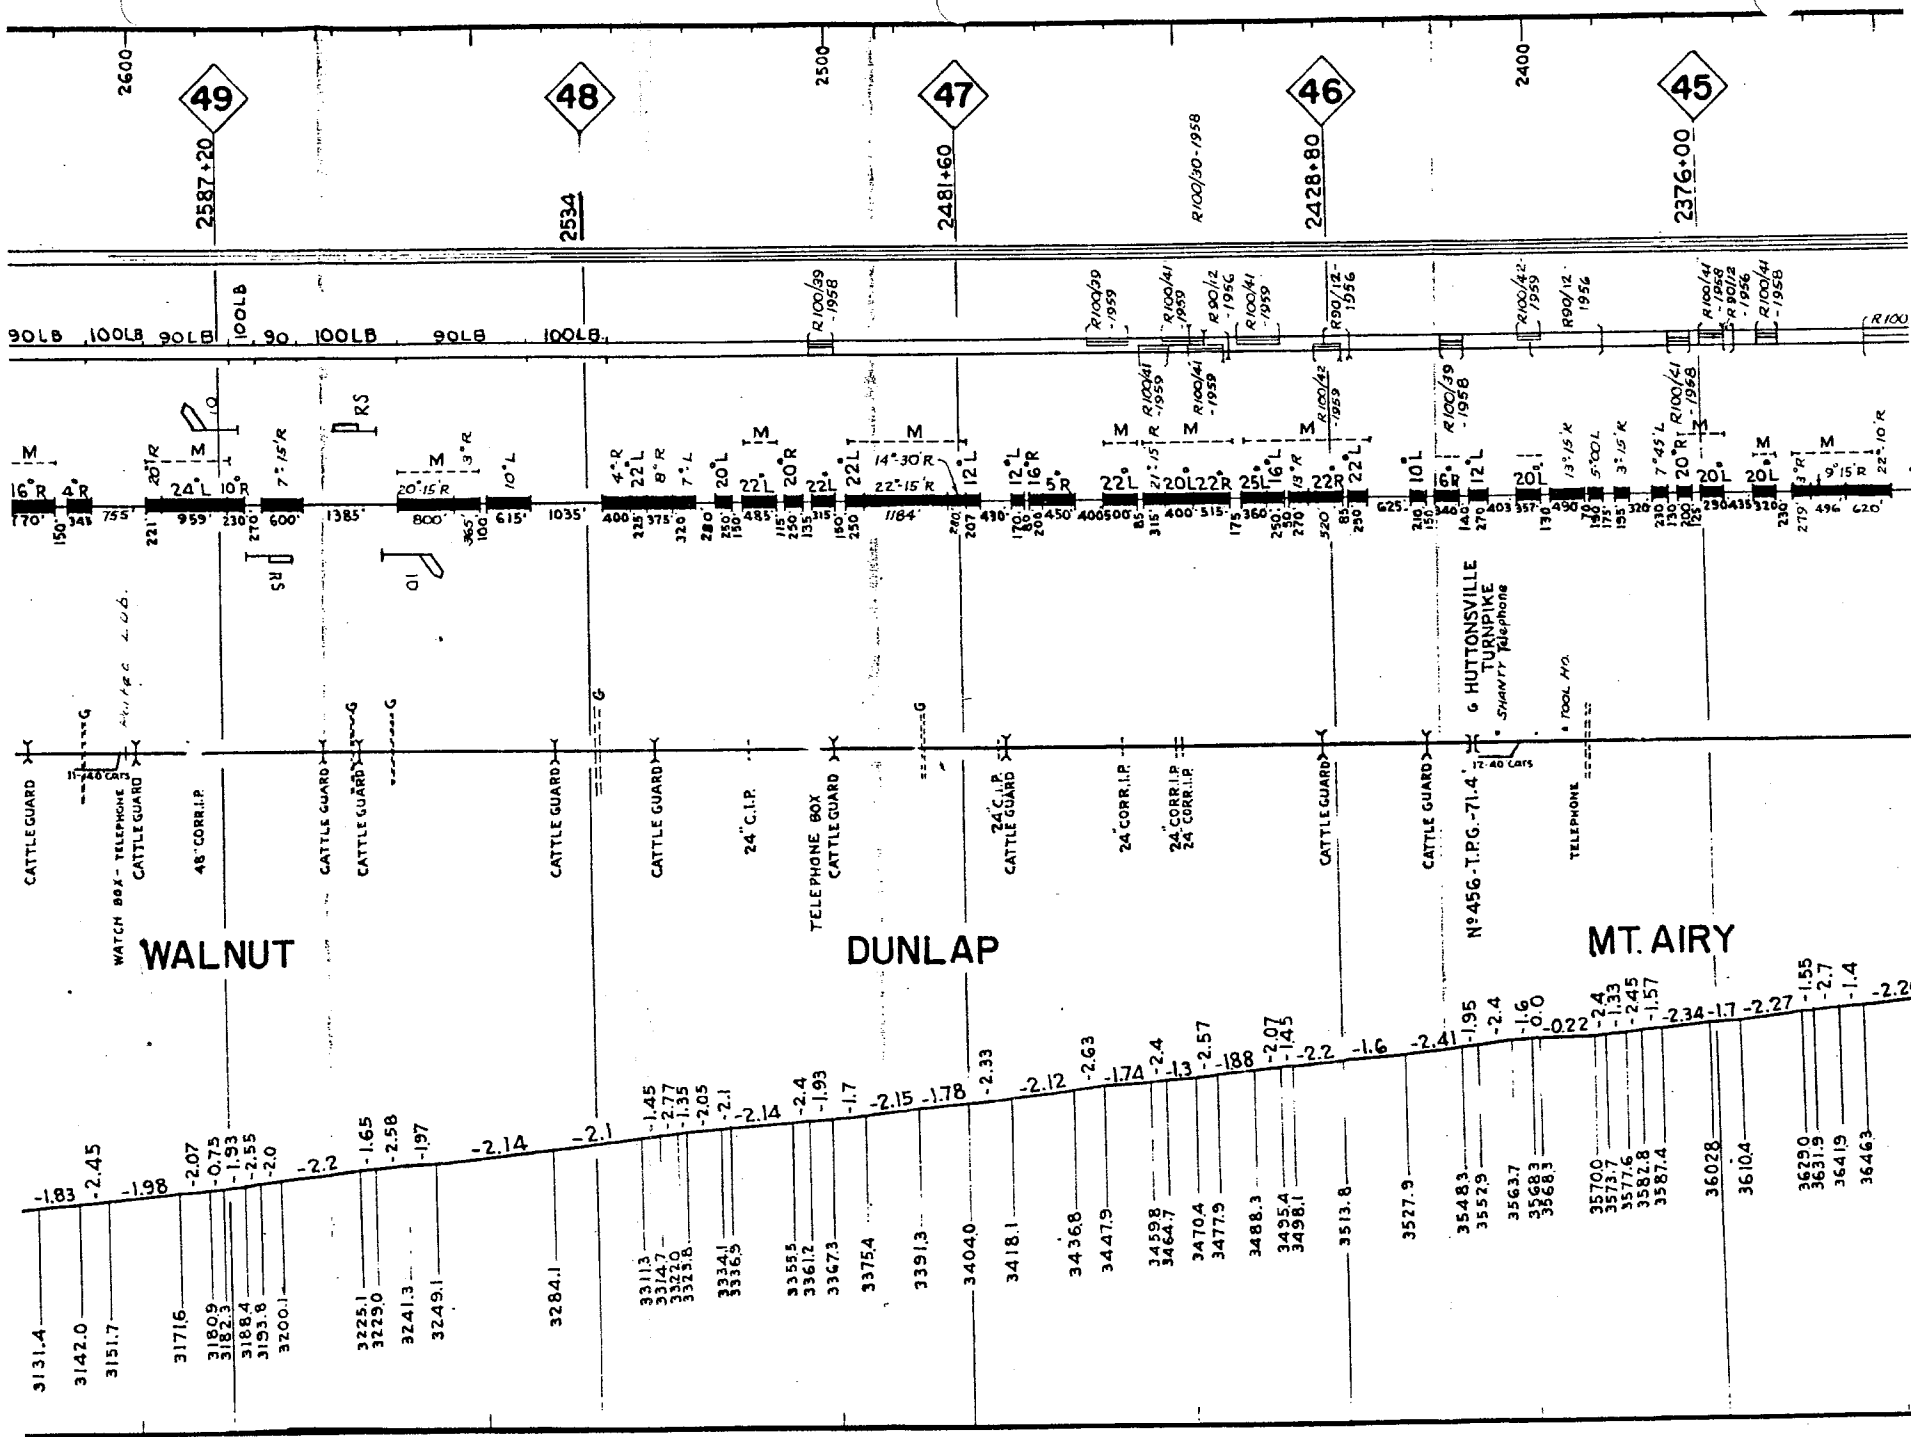 2600
2500
2400
49
48
47
46
45
2587+20
2534
2481+60
R100/30-1958
2428+80
2376+00
R100/39 -1958
R100/39 -1959
R100/41 -1959
R90/12 -1956
R100/41 -1959
R90/12- 1956
R100/42- 1959
R90/12- 1956
R100/41 -1958
R90/12 -1956
R100/41 -1958
90LB 100LB 90LB 100LB 90 100LB 90LB 100LB
R100
R100/41 -1959
R100/41 -1959
R100/42 -1959
R100/39 -1958
R100/41 -1958
10
RS
M M M M M M M M M M M
16°R 4°R 20°R 24°L 10°R 7°-15'R 20°-15'R 3°R 10°L 4°R 22°L 8°R 7°L 20°L 22L 20°R 22L° 22L 22°-15'R 14°-30'R 12°L 12°L 16°R 5°R 22L° 21°-15'R 20L° 22R° 25L° 16°L 13°R 22R° 22°L 10°L 6R° 12°L 20L° 13°-15'R 5°00L 3°-15'R 7°45'L 20°R 20L° 20L° 3°R 9°15'R 22°-10'R
770' 150' 348 755' 221' 959' 230' 270' 600' 1385' 800' 365' 100' 615' 1035' 400' 225' 375' 320' 280' 250' 150' 485' 115' 250' 135' 315' 150' 250' 1184' 280' 207' 430' 170' 80' 200' 450' 400' 500' 85' 315' 400' 515' 175' 360' 250' 250' 270' 520' 85' 290' 625' 210' 150' 340' 140' 270' 403 357' 130' 490' 70' 190' 175' 195' 320' 230' 130' 200' 125' 290' 435' 320' 230' 279' 496' 620'
RS
10
G
G
G
G
G
G HUTTONSVILLE
TURNPIKE
SHANTY Telephone
TOOL HO.
11-40 cars
12-40 cars
CATTLEGUARD
WATCH BOX- TELEPHONE
CATTLE GUARD
48" CORR.I.P.
CATTLE GUARD
CATTLE GUARD
CATTLE GUARD
CATTLE GUARD
24" C.I.P.
TELEPHONE BOX
CATTLE GUARD
24" C.I.P.
CATTLE GUARD
24" CORR.I.P.
24" CORR.I.P.
24" CORR.I.P.
CATTLE GUARD
CATTLE GUARD
Nº456-T.P.G.-71.4'
TELEPHONE
WALNUT
DUNLAP
MT. AIRY
-1.83 -2.45 -1.98 -2.07 -0.75 -1.93 -2.55 -2.0 -2.2 -1.65 -2.58 -1.97 -2.14 -2.1 -1.45 -2.77 -1.35 -2.05 -2.1 -2.14 -2.4 -1.93 -1.7 -2.15 -1.78 -2.33 -2.12 -2.63 -1.74 -2.4 -1.3 -2.57 -1.88 -2.07 -1.45 -2.2 -1.6 -2.41 -1.95 -2.4 -1.6 0.0 -0.22 -2.4 -1.33 -2.45 -1.57 -2.34 -1.7 -2.27 -1.55 -2.7 -1.4
3131.4 3142.0 3151.7 3171.6 3180.9 3182.3 3188.4 3193.8 3200.1 3225.1 3229.0 3241.3 3249.1 3284.1 3311.3 3314.7 3322.0 3323.8 3334.1 3336.9 3355.5 3361.2 3367.3 3375.4 3391.3 3404.0 3418.1 3436.8 3447.9 3459.8 3464.7 3470.4 3477.9 3488.3 3495.4 3498.1 3513.8 3527.9 3548.3 3552.9 3563.7 3568.3 3568.3 3570.0 3573.7 3577.6 3582.8 3587.4 3602.8 3610.4 3629.0 3631.9 3641.9 3646.3